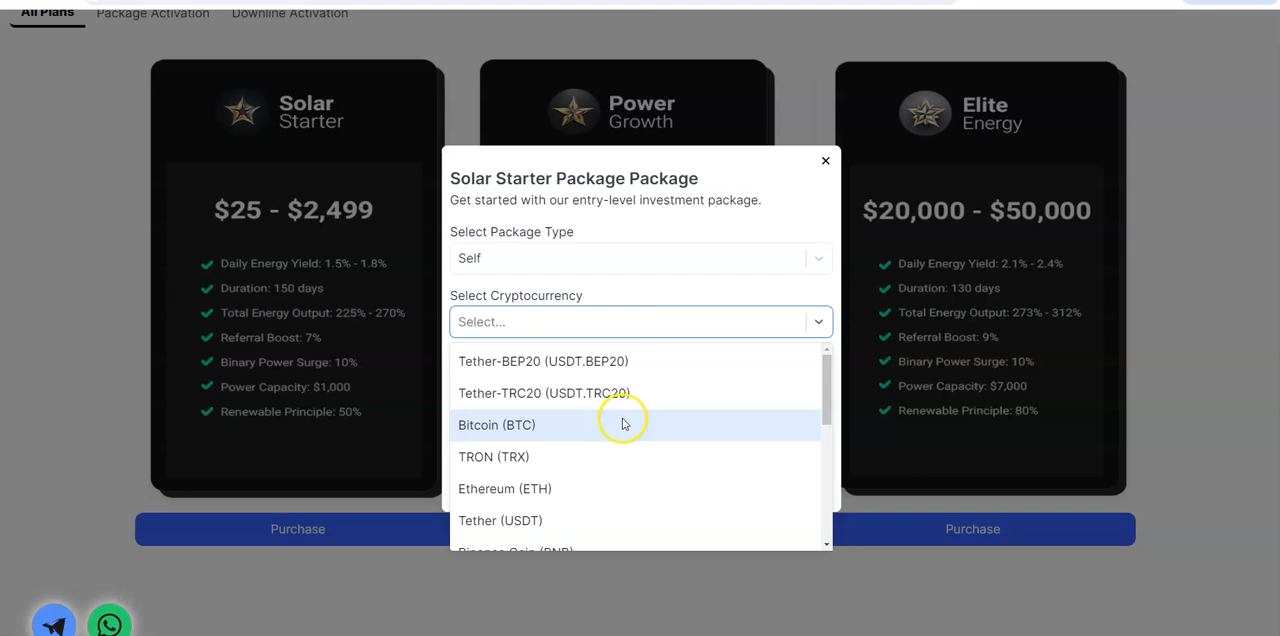 All Plans
Package Activation
Downline Activation
Solar
Starter
$25 - $2,499
Daily Energy Yield: 1.5% - 1.8%
Duration: 150 days
Total Energy Output: 225% - 270%
Referral Boost: 7%
Binary Power Surge: 10%
Power Capacity: $1,000
Renewable Principle: 50%
Purchase
Power
Growth
Solar Starter Package Package
Get started with our entry-level investment package.
Select Package Type
Self
Select Cryptocurrency
Select...
Tether-BEP20 (USDT.BEP20)
Tether-TRC20 (USDT.TRC20)
Bitcoin (BTC)
TRON (TRX)
Ethereum (ETH)
Tether (USDT)
Binance Coin (BNB)
Elite
Energy
$20,000 - $50,000
Daily Energy Yield: 2.1% - 2.4%
Duration: 130 days
Total Energy Output: 273% - 312%
Referral Boost: 9%
Binary Power Surge: 10%
Power Capacity: $7,000
Renewable Principle: 80%
Purchase